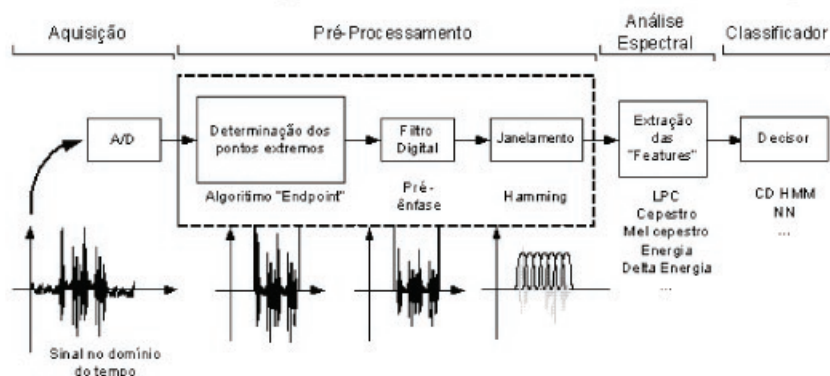 Aquisição
Pré-Processamento
Análise
Espectral
Classificador
A/D
Determinação dos
pontos extremos
Filtro
Digital
Janelamento
Extração
das
"Features"
Decisor
Algoritimo "Endpoint"
Pré-
ênfase
Hamming
LPC
Cepestro
Mel cepestro
Energia
Delta Energia
...
CD HMM
NN
...
Sinal no domínio
do tempo